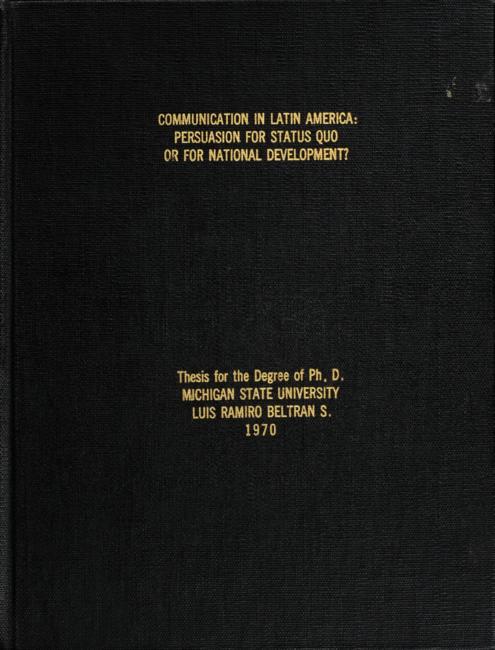 COMMUNICATION IN LATIN AMERICA:
PERSUASION FOR STATUS QUO
OR FOR NATIONAL DEVELOPMENT?
Thesis for the Degree of Ph. D.
MICHIGAN STATE UNIVERSITY
LUIS RAMIRO BELTRAN S.
1970